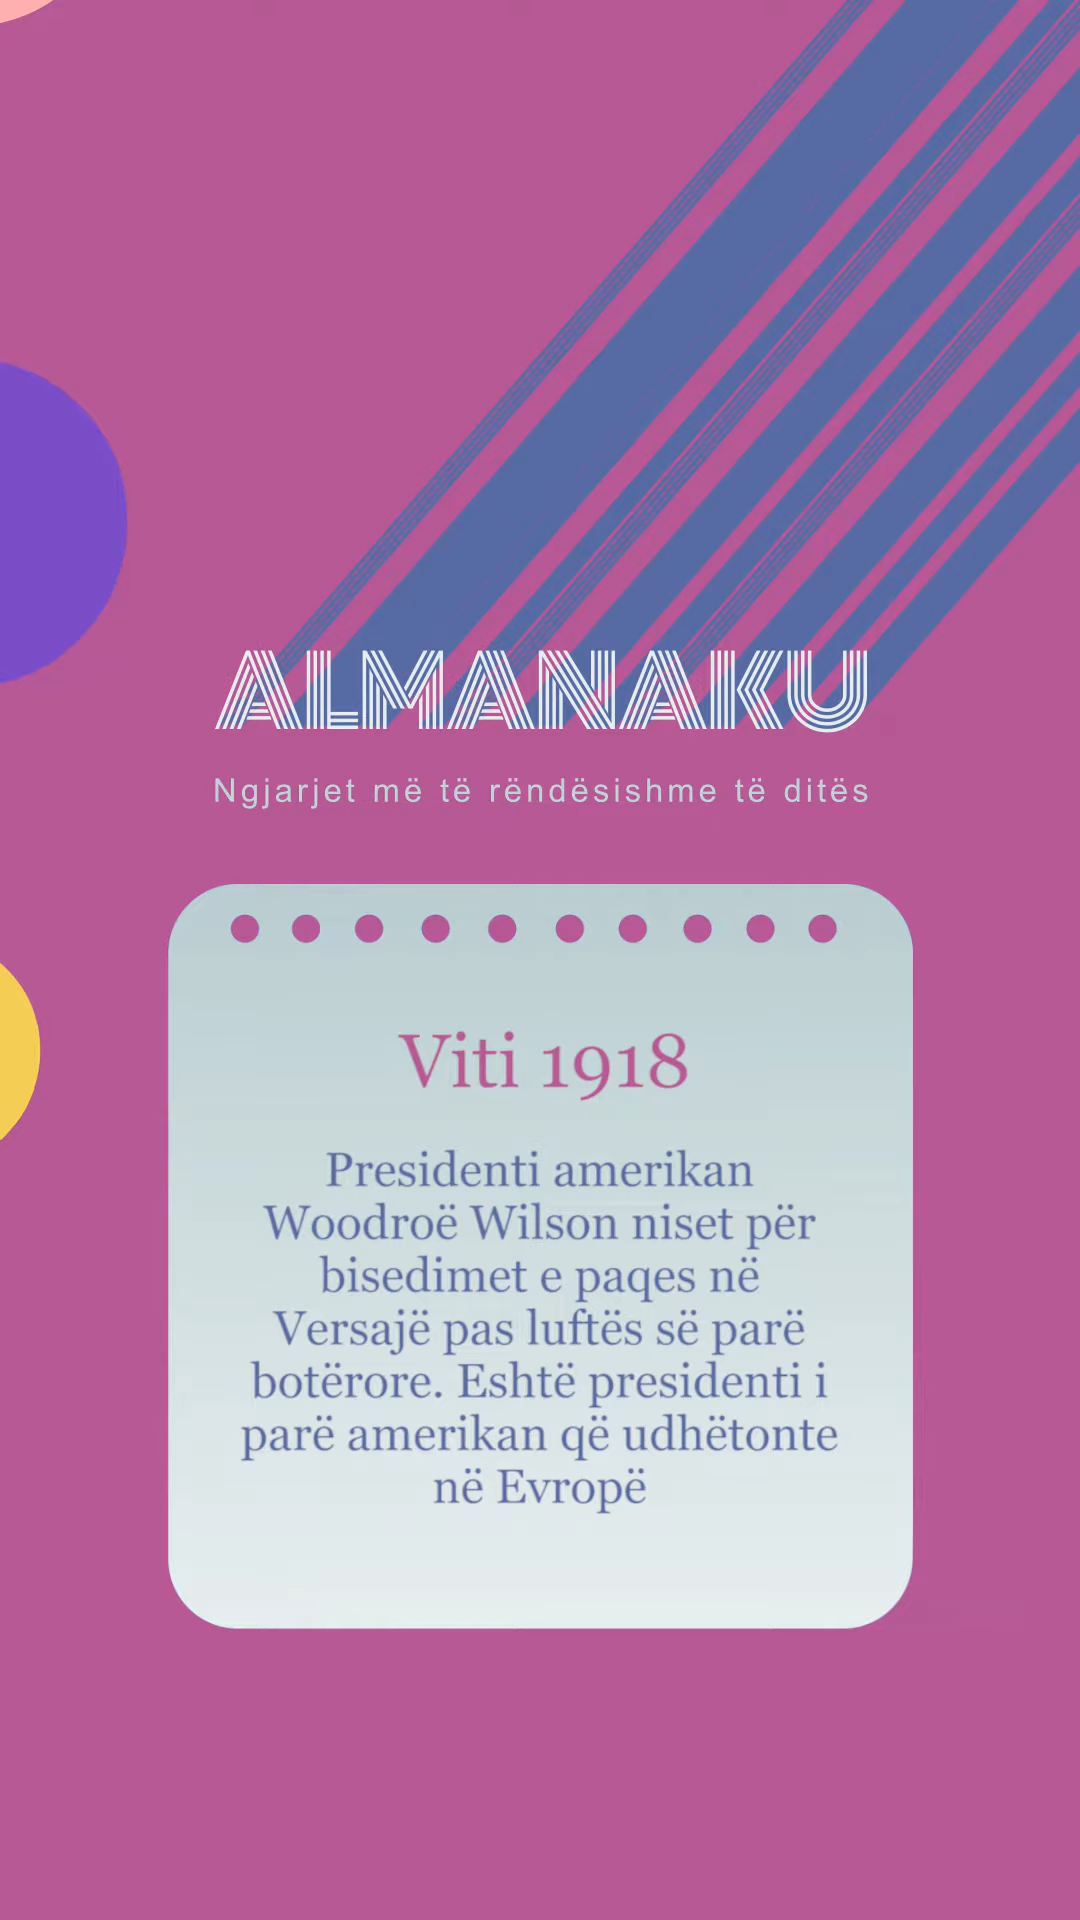 ALMANAKU
Ngjarjet më të rëndësishme të ditës
Viti 1918
Presidenti amerikan
Woodroë Wilson niset për
bisedimet e paqes në
Versajë pas luftës së parë
botërore. Eshtë presidenti i
parë amerikan që udhëtonte
në Evropë